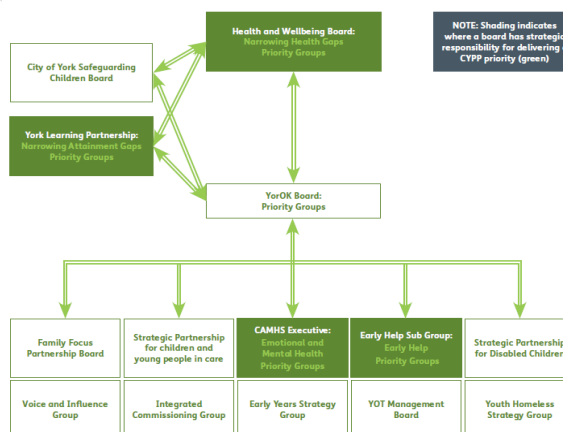 Health and Wellbeing Board:
Narrowing Health Gaps
Priority Groups
NOTE: Shading indicates
where a board has strategic
responsibility for delivering
CYPP priority (green)
City of York Safeguarding
Children Board
York Learning Partnership:
Narrowing Attainment Gaps
Priority Groups
YorOK Board:
Priority Groups
Family Focus
Partnership Board
Strategic Partnership
for children and
young people in care
CAMHS Executive:
Emotional and
Mental Health
Priority Groups
Early Help Sub Group:
Early Help
Priority Groups
Strategic Partnership
for Disabled Children
Voice and Influence
Group
Integrated
Commissioning Group
Early Years Strategy
Group
YOT Management
Board
Youth Homeless
Strategy Group